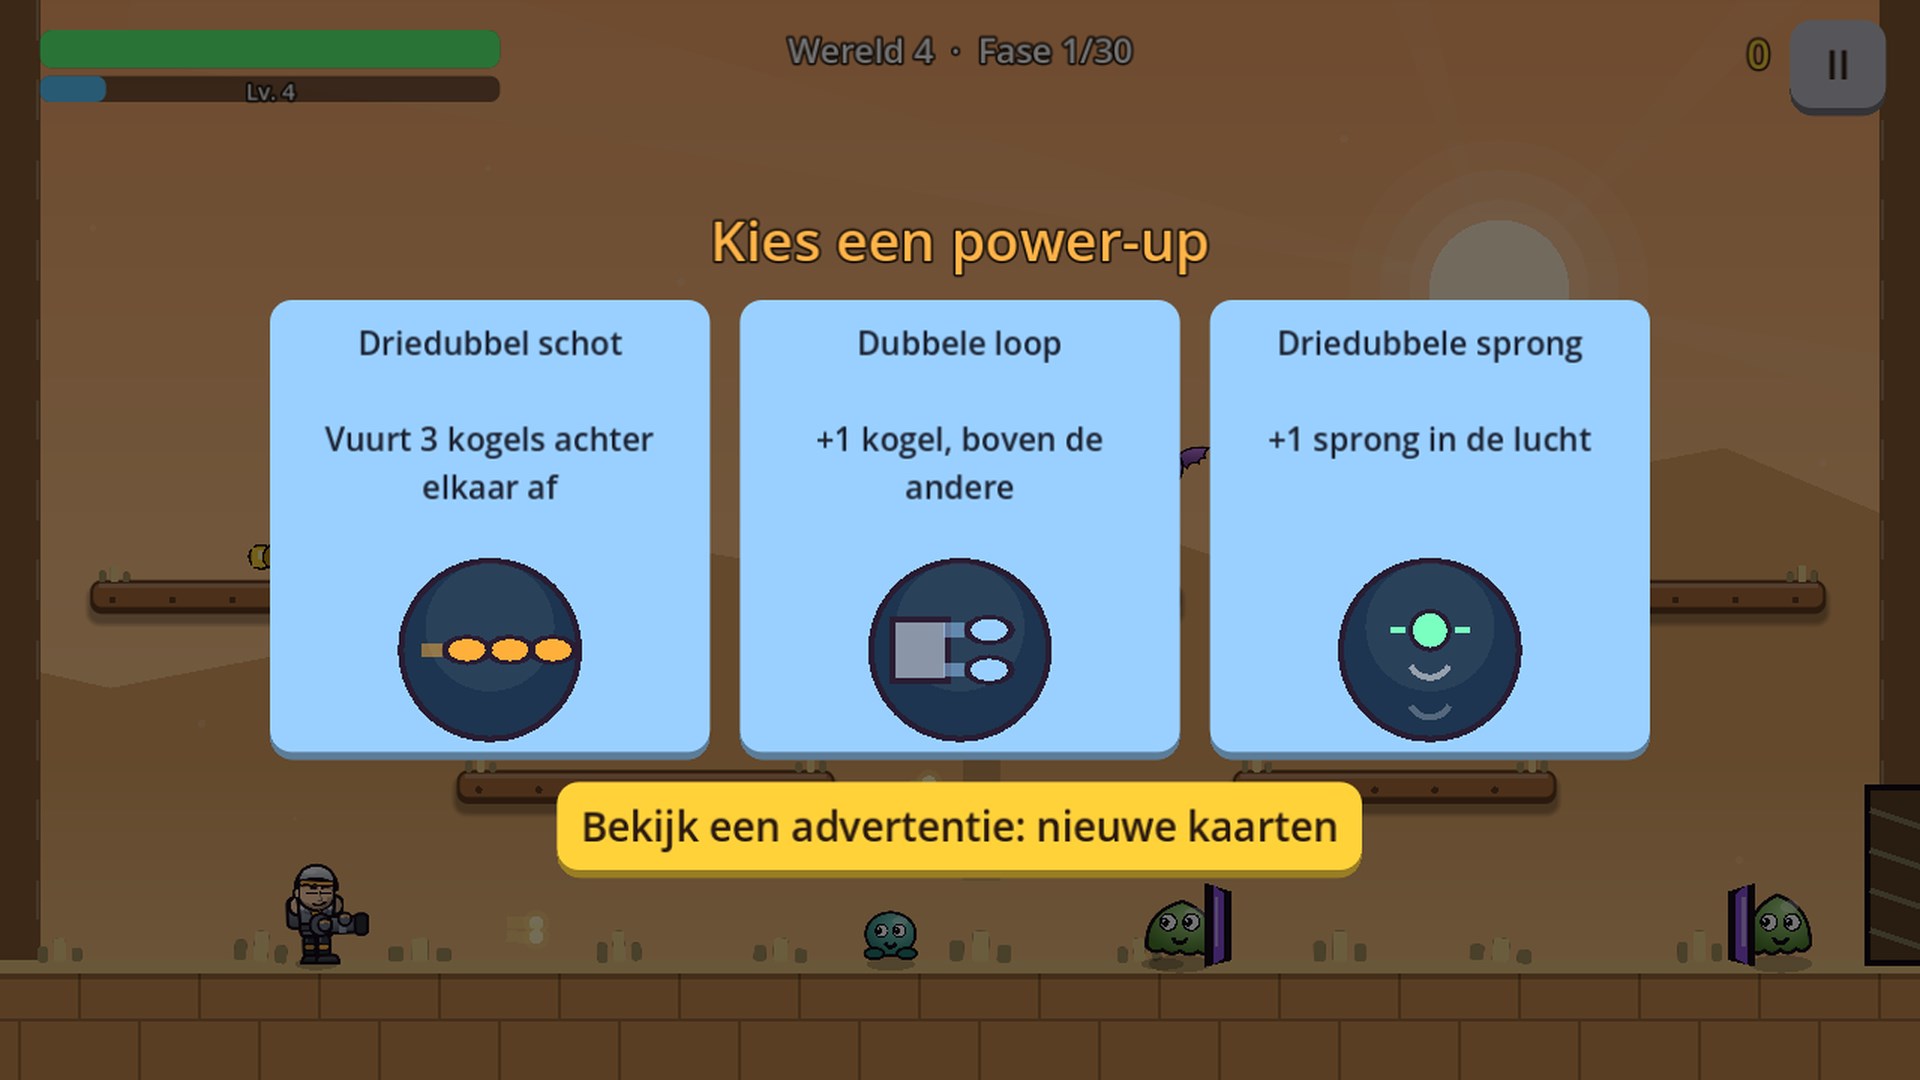 Wereld 4 · Fase 1/30
0
Lv. 4
Kies een power-up
Driedubbel schot
Vuurt 3 kogels achter
elkaar af
Dubbele loop
+1 kogel, boven de
andere
Driedubbele sprong
+1 sprong in de lucht
Bekijk een advertentie: nieuwe kaarten